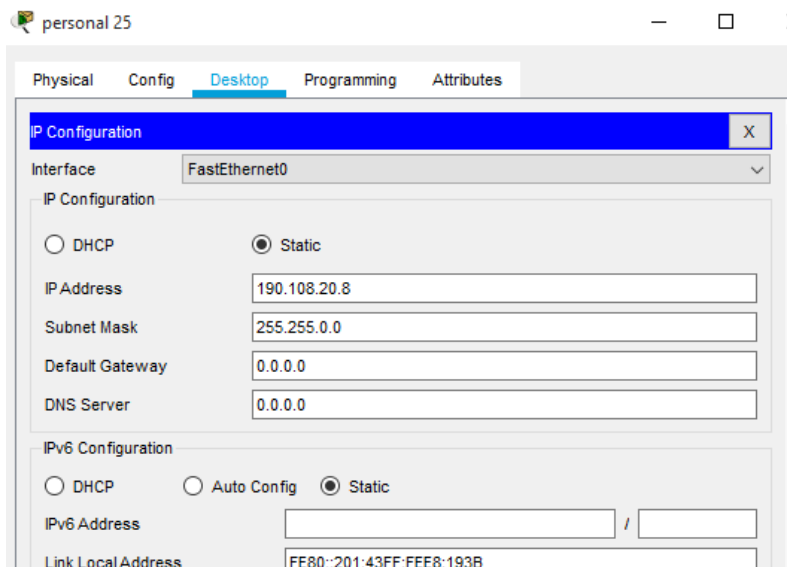 personal 25
Physical Config Desktop Programming Attributes
IP Configuration X
Interface FastEthernet0
IP Configuration
DHCP Static
IP Address 190.108.20.8
Subnet Mask 255.255.0.0
Default Gateway 0.0.0.0
DNS Server 0.0.0.0
IPv6 Configuration
DHCP Auto Config Static
IPv6 Address /
Link Local Address FE80::201:43FF:FEE8:193B